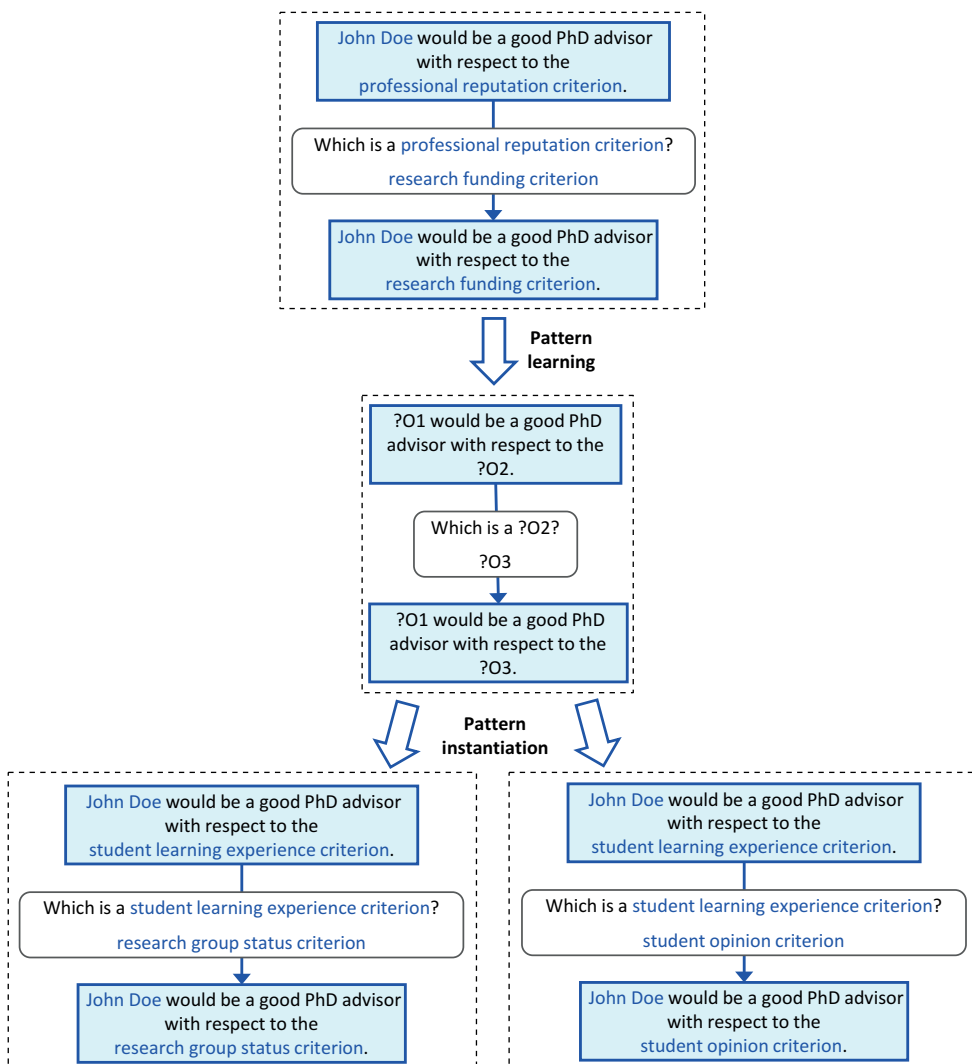 John Doe would be a good PhD advisor
with respect to the
professional reputation criterion.
Which is a professional reputation criterion?
research funding criterion
John Doe would be a good PhD advisor
with respect to the
research funding criterion.
Pattern
learning
?O1 would be a good PhD
advisor with respect to the
?O2.
Which is a ?O2?
?O3
?O1 would be a good PhD
advisor with respect to the
?O3.
Pattern
instantiation
John Doe would be a good PhD advisor
with respect to the
student learning experience criterion.
Which is a student learning experience criterion?
research group status criterion
John Doe would be a good PhD advisor
with respect to the
research group status criterion.
John Doe would be a good PhD advisor
with respect to the
student learning experience criterion.
Which is a student learning experience criterion?
student opinion criterion
John Doe would be a good PhD advisor
with respect to the
student opinion criterion.